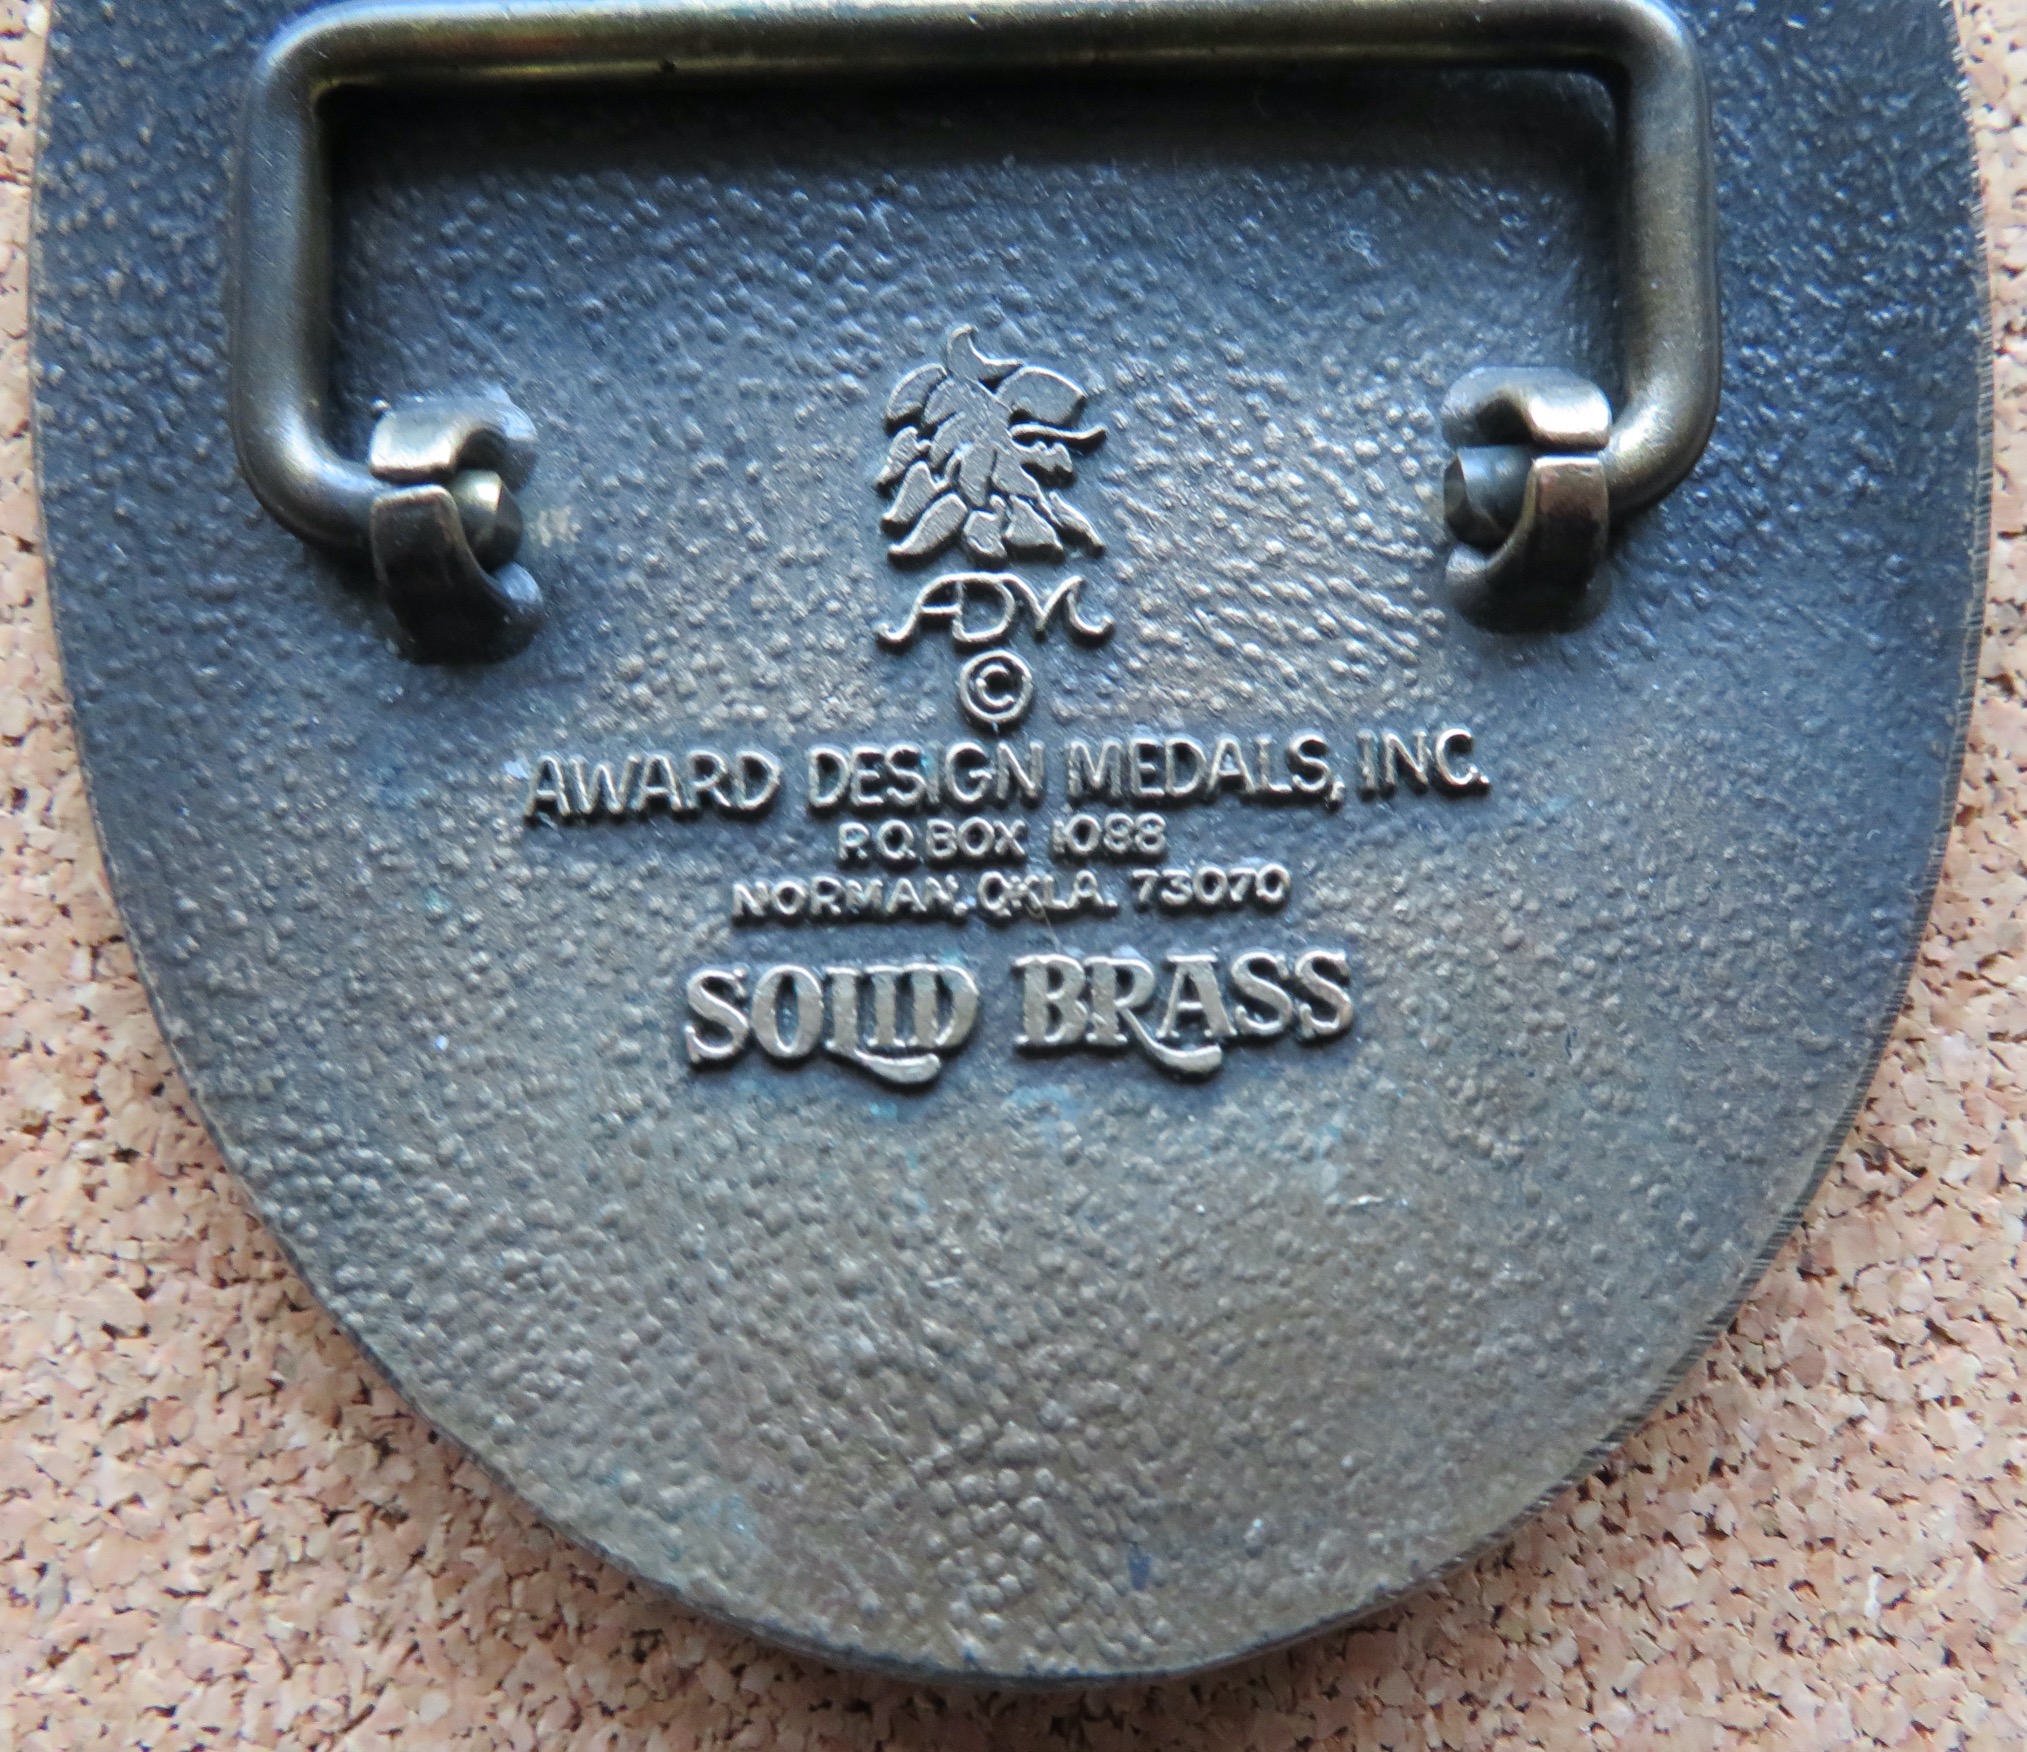 ADM
©
AWARD DESIGN MEDALS, INC.
P.O. BOX 1088
NORMAN, OKLA. 73070
SOLID BRASS